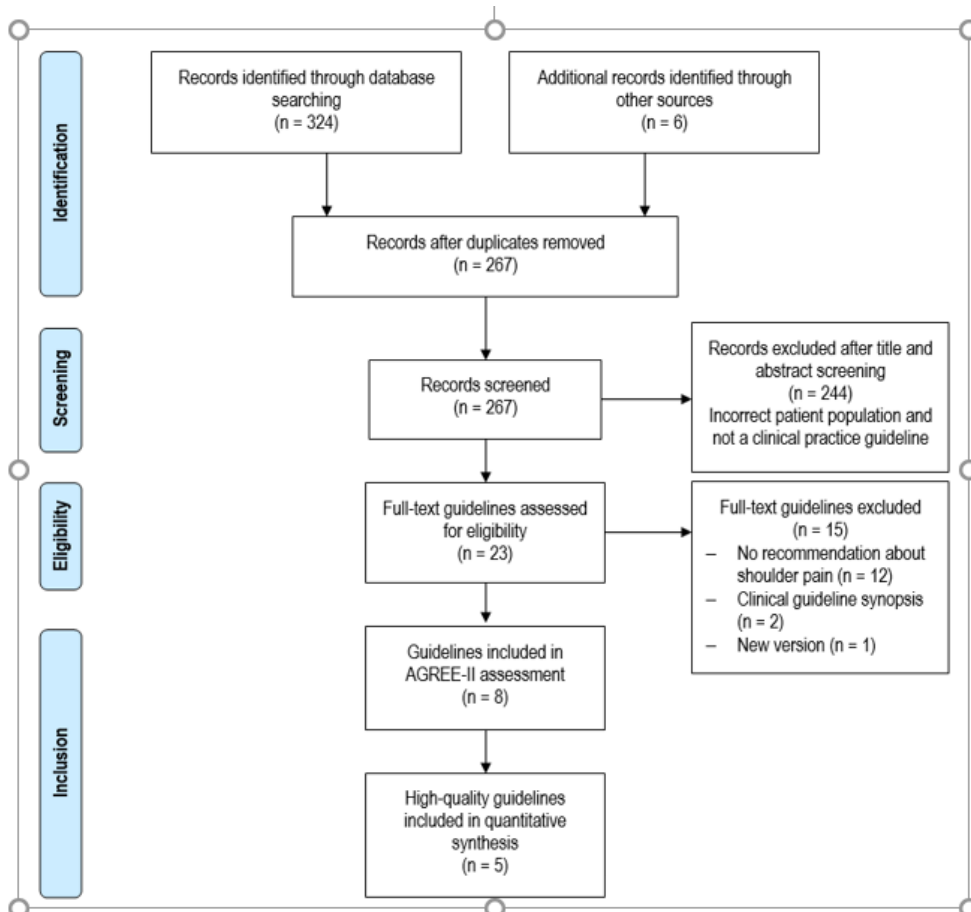 Identification
Records identified through database
searching
(n = 324)
Additional records identified through
other sources
(n = 6)
Records after duplicates removed
(n = 267)
Screening
Records screened
(n = 267)
Records excluded after title and
abstract screening
(n = 244)
Incorrect patient population and
not a clinical practice guideline
Eligibility
Full-text guidelines assessed
for eligibility
(n = 23)
Full-text guidelines excluded
(n = 15)
– No recommendation about
shoulder pain (n = 12)
– Clinical guideline synopsis
(n = 2)
– New version (n = 1)
Inclusion
Guidelines included in
AGREE-II assessment
(n = 8)
High-quality guidelines
included in quantitative
synthesis
(n = 5)